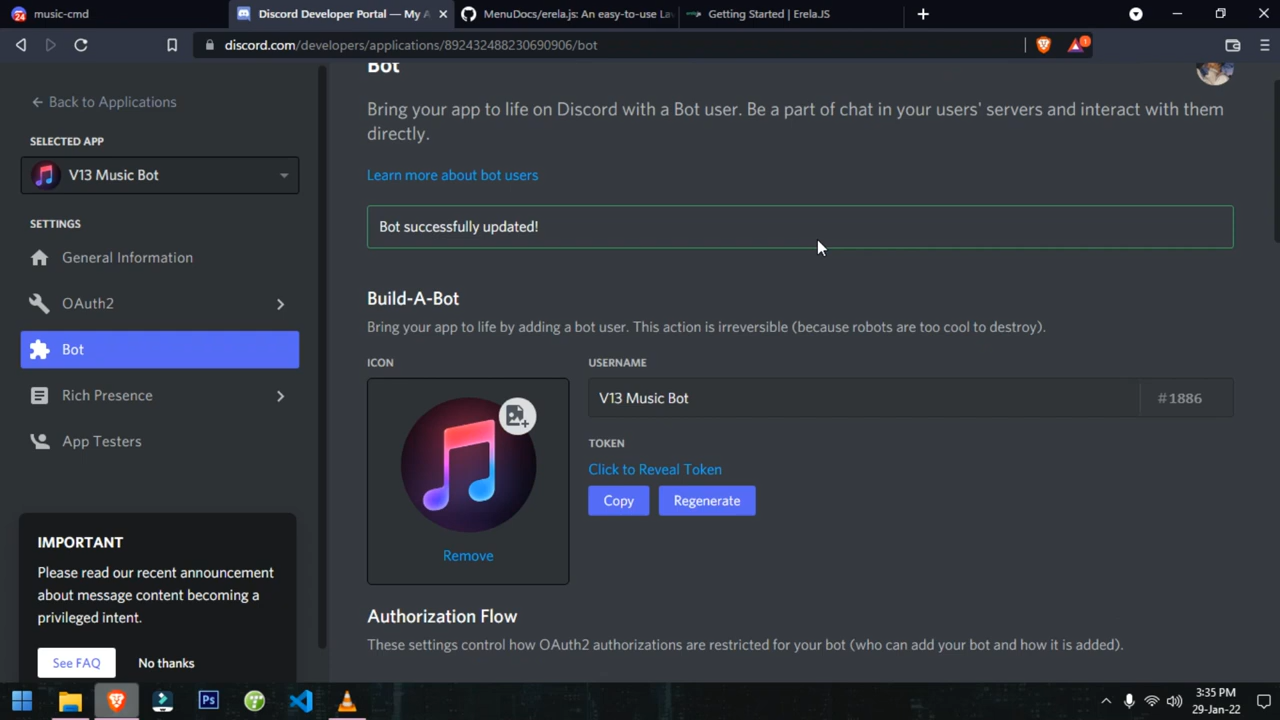 24
music-cmd
Discord Developer Portal — My A
MenuDocs/erela.js: An easy-to-use La
Getting Started | Erela.JS
discord.com/developers/applications/892432488230690906/bot
1
Back to Applications
SELECTED APP
V13 Music Bot
SETTINGS
General Information
OAuth2
Bot
Rich Presence
App Testers
IMPORTANT
Please read our recent announcement
about message content becoming a
privileged intent.
See FAQ
No thanks
Bot
Bring your app to life on Discord with a Bot user. Be a part of chat in your users' servers and interact with them
directly.
Learn more about bot users
Bot successfully updated!
Build-A-Bot
Bring your app to life by adding a bot user. This action is irreversible (because robots are too cool to destroy).
ICON
Remove
USERNAME
V13 Music Bot
#1886
TOKEN
Click to Reveal Token
Copy
Regenerate
Authorization Flow
These settings control how OAuth2 authorizations are restricted for your bot (who can add your bot and how it is added).
Ps
3:35 PM
29-Jan-22